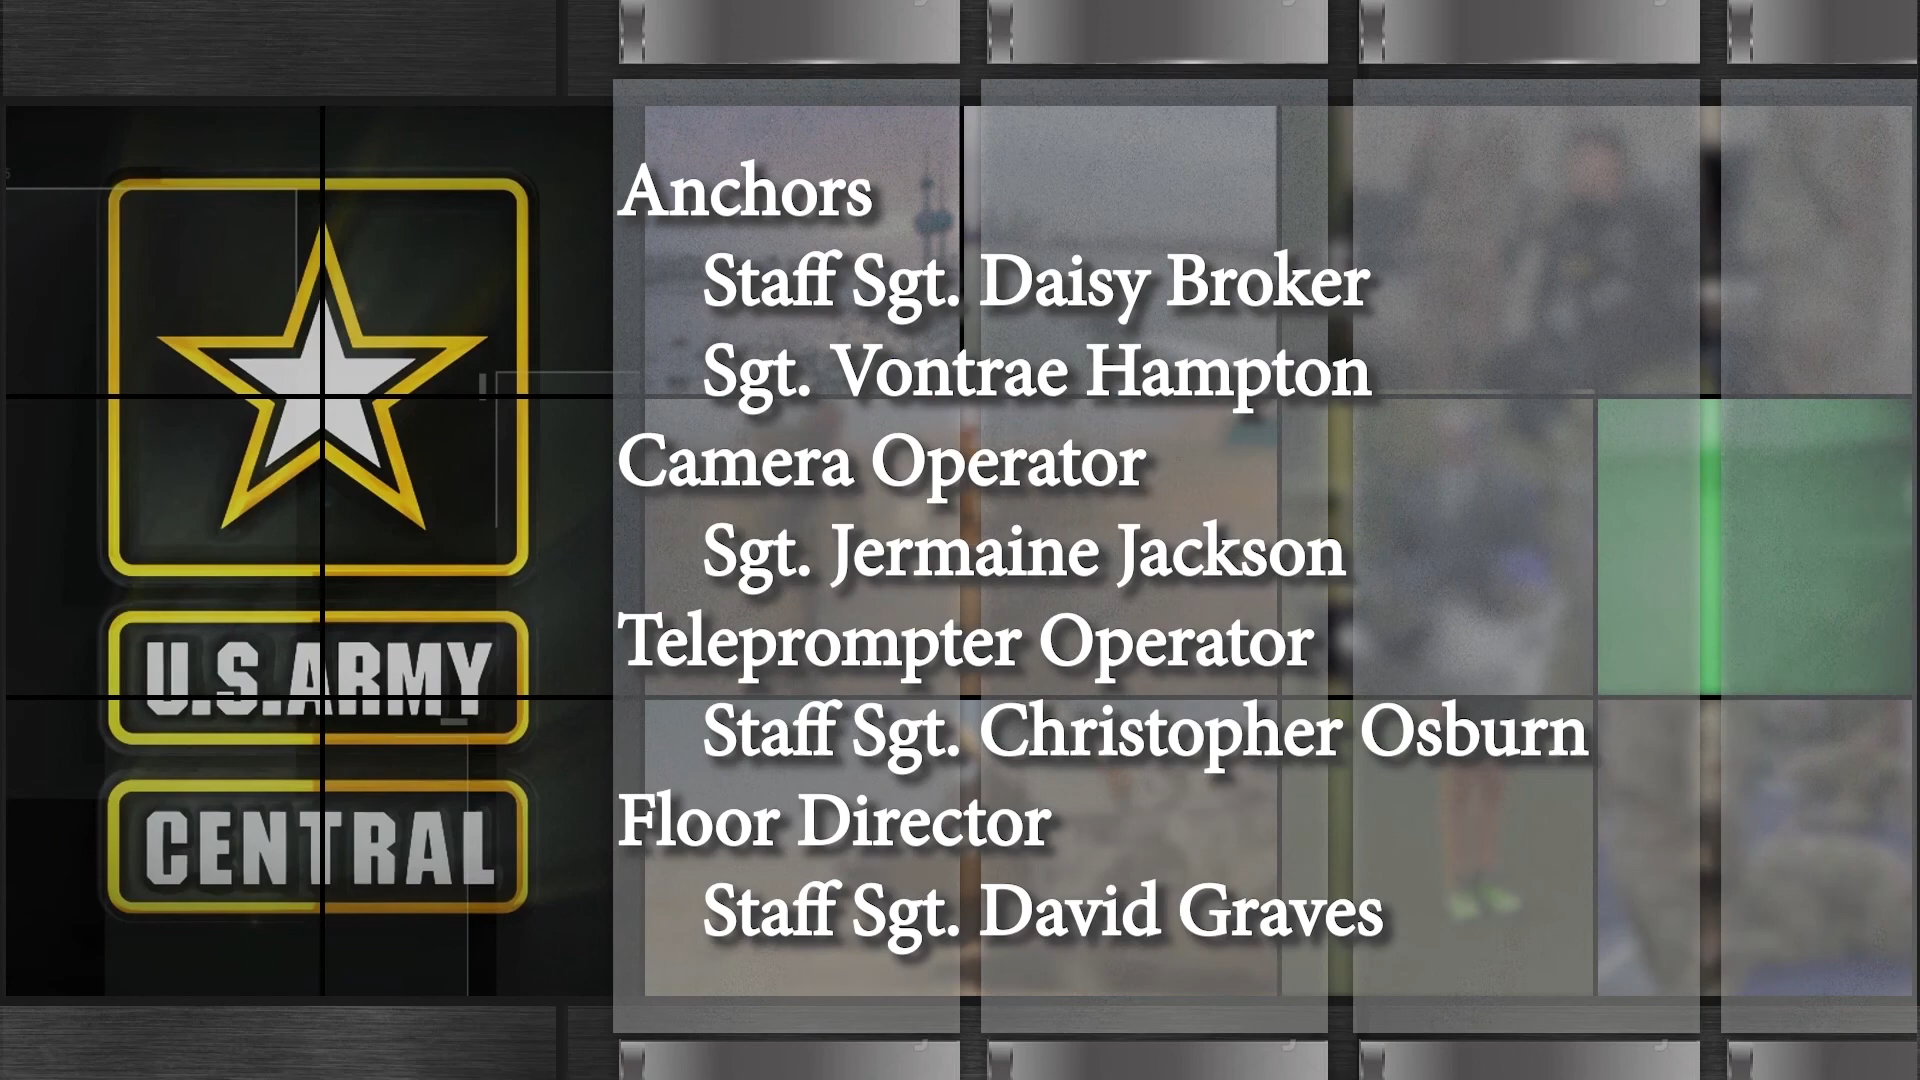 U.S.ARMY
CENTRAL
Anchors
Staff Sgt. Daisy Broker
Sgt. Vontrae Hampton
Camera Operator
Sgt. Jermaine Jackson
Teleprompter Operator
Staff Sgt. Christopher Osburn
Floor Director
Staff Sgt. David Graves